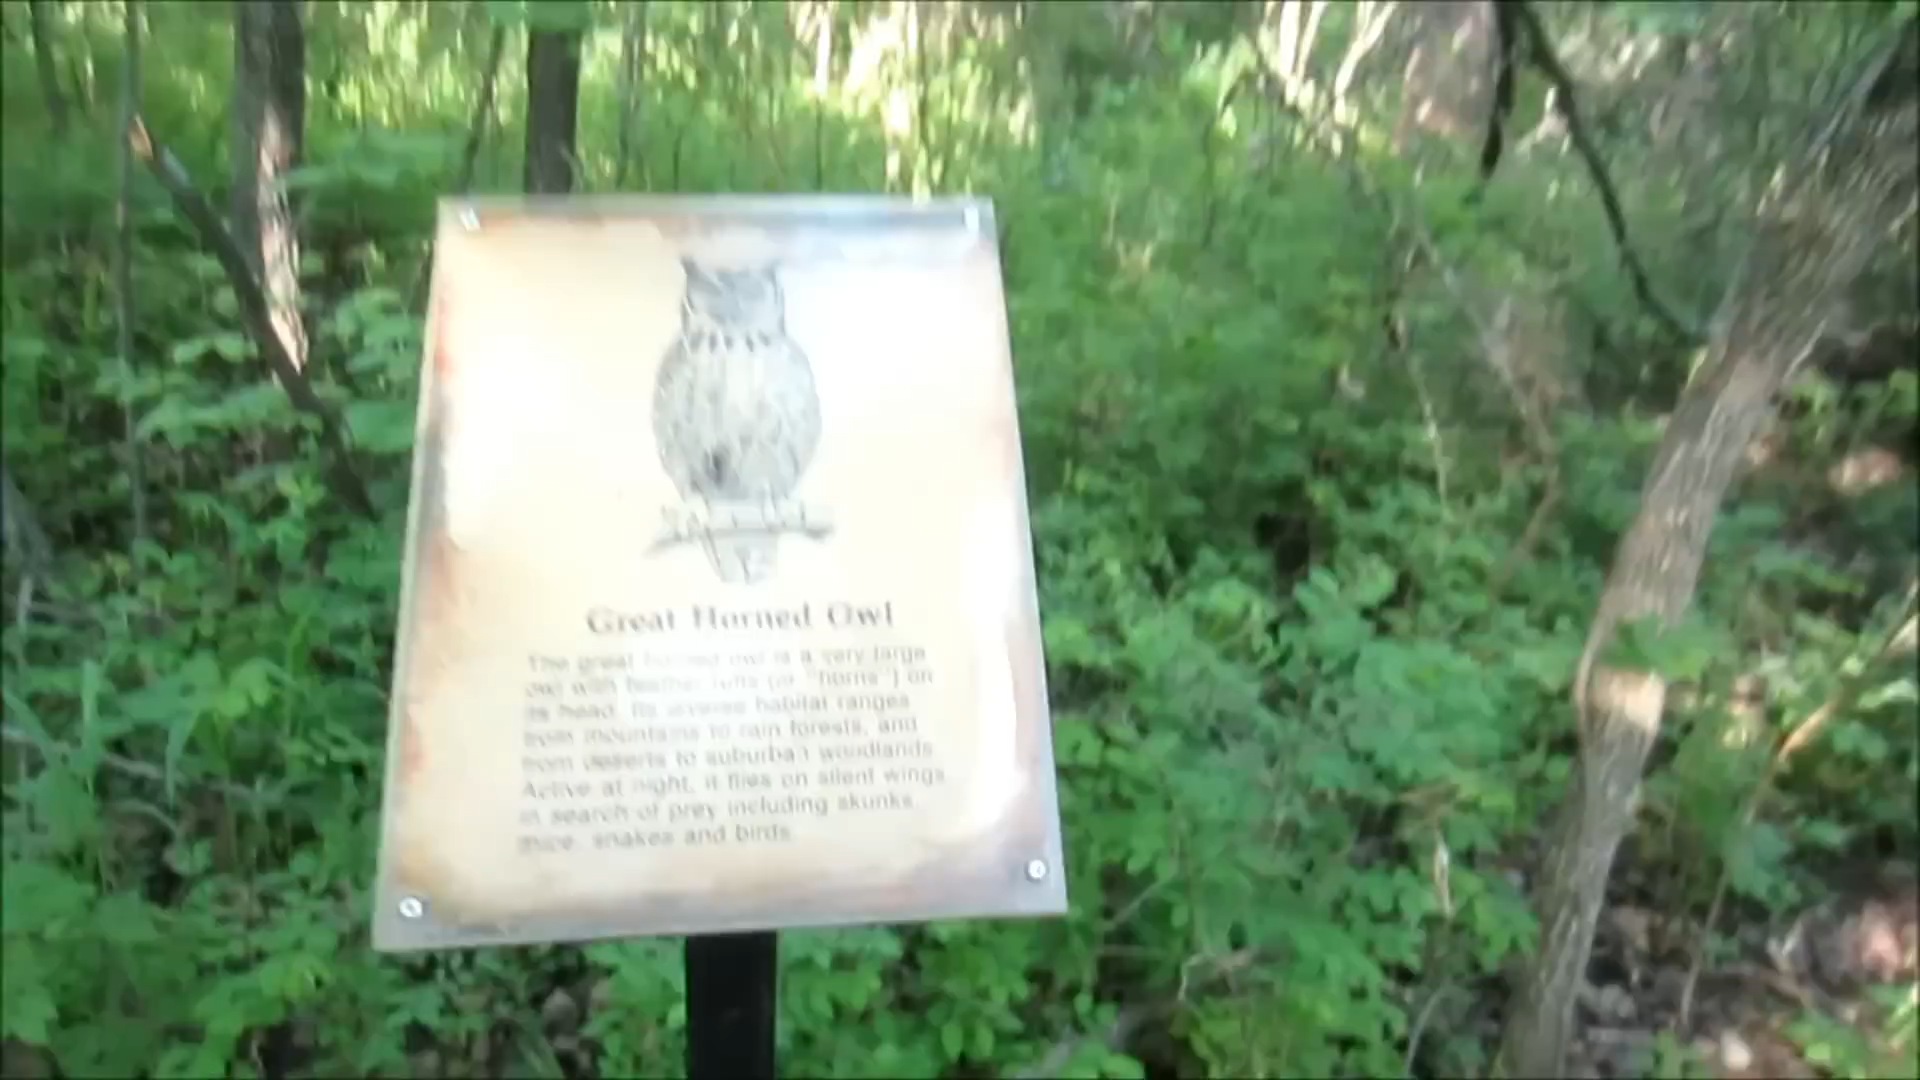 Great Horned Owl
The great horned owl is a very large
owl with feather tufts (or "horns") on
its head. Its diverse habitat ranges
from mountains to rain forests, and
from deserts to suburban woodlands.
Active at night, it flies on silent wings
in search of prey including skunks,
mice, snakes and birds.